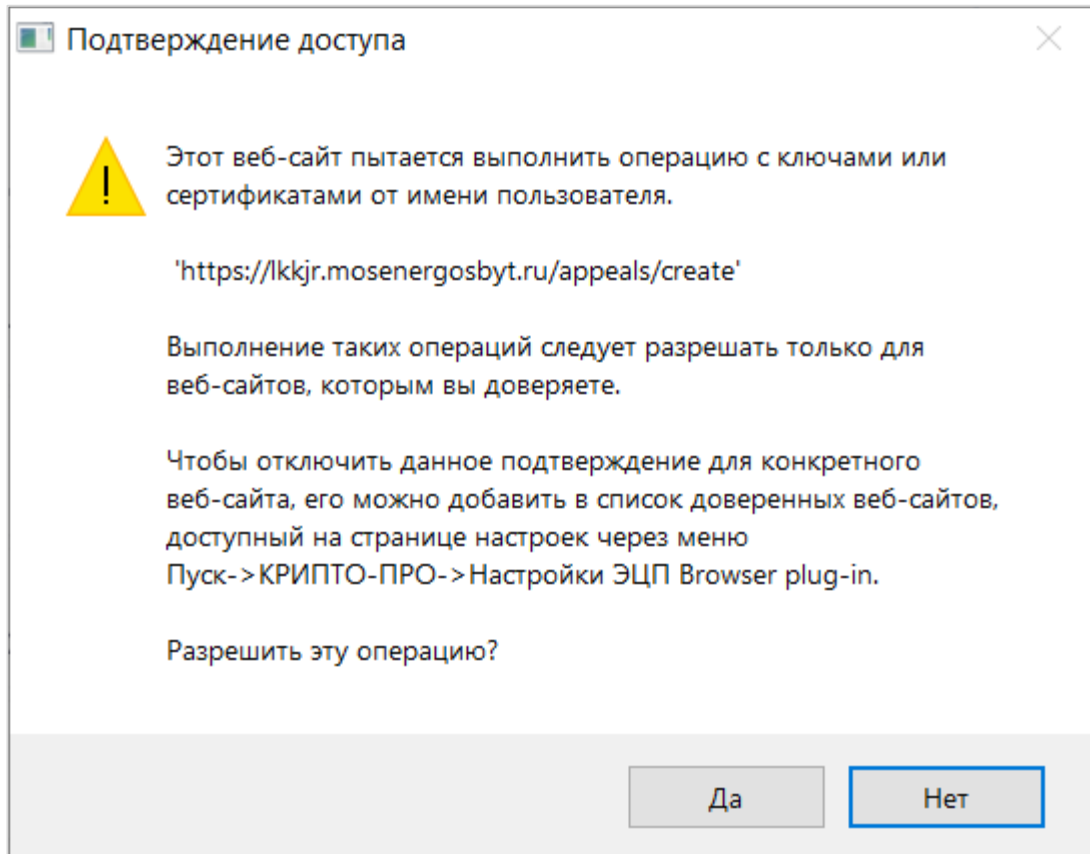 Подтверждение доступа
Этот веб-сайт пытается выполнить операцию с ключами или
сертификатами от имени пользователя.
'https://lkkjr.mosenergosbyt.ru/appeals/create'
Выполнение таких операций следует разрешать только для
веб-сайтов, которым вы доверяете.
Чтобы отключить данное подтверждение для конкретного
веб-сайта, его можно добавить в список доверенных веб-сайтов,
доступный на странице настроек через меню
Пуск->КРИПТО-ПРО->Настройки ЭЦП Browser plug-in.
Разрешить эту операцию?
Да
Нет